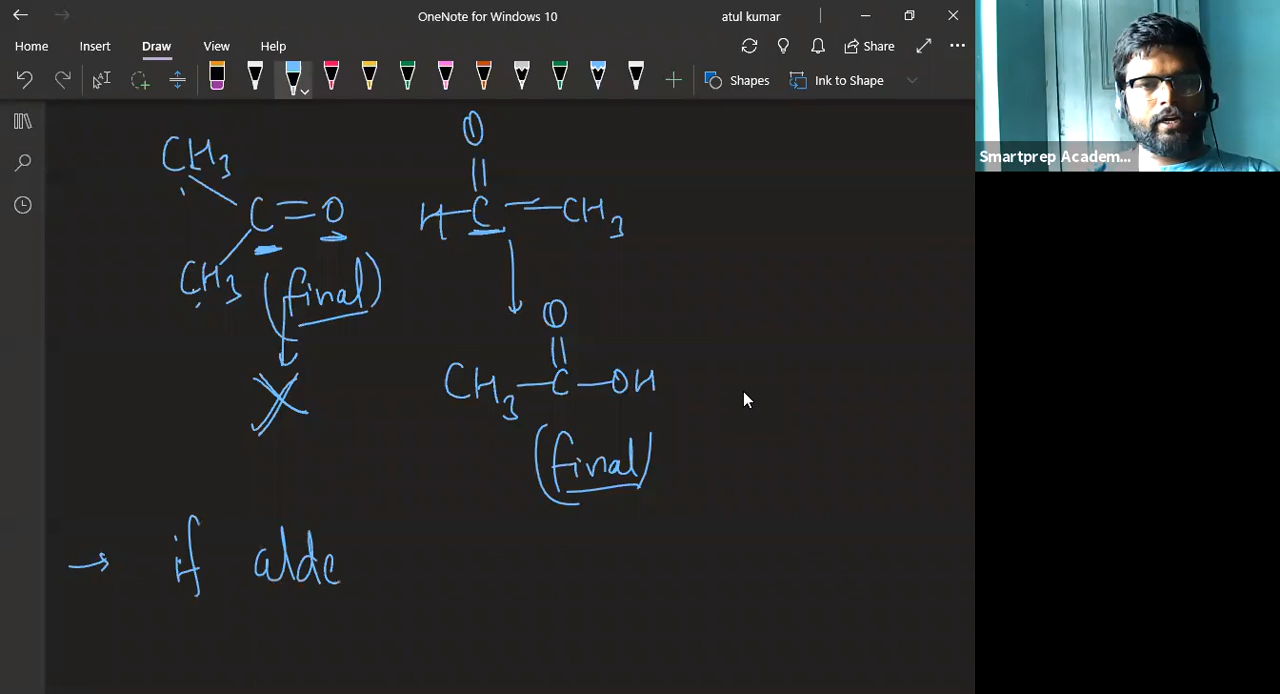 OneNote for Windows 10
atul kumar
Home Insert Draw View Help
Share
Shapes
Ink to Shape
Smartprep Academ...
O
CH3
C=O
H-C=CH3
CH3
(final)
O
CH3-C-OH
(final)
→ if alde